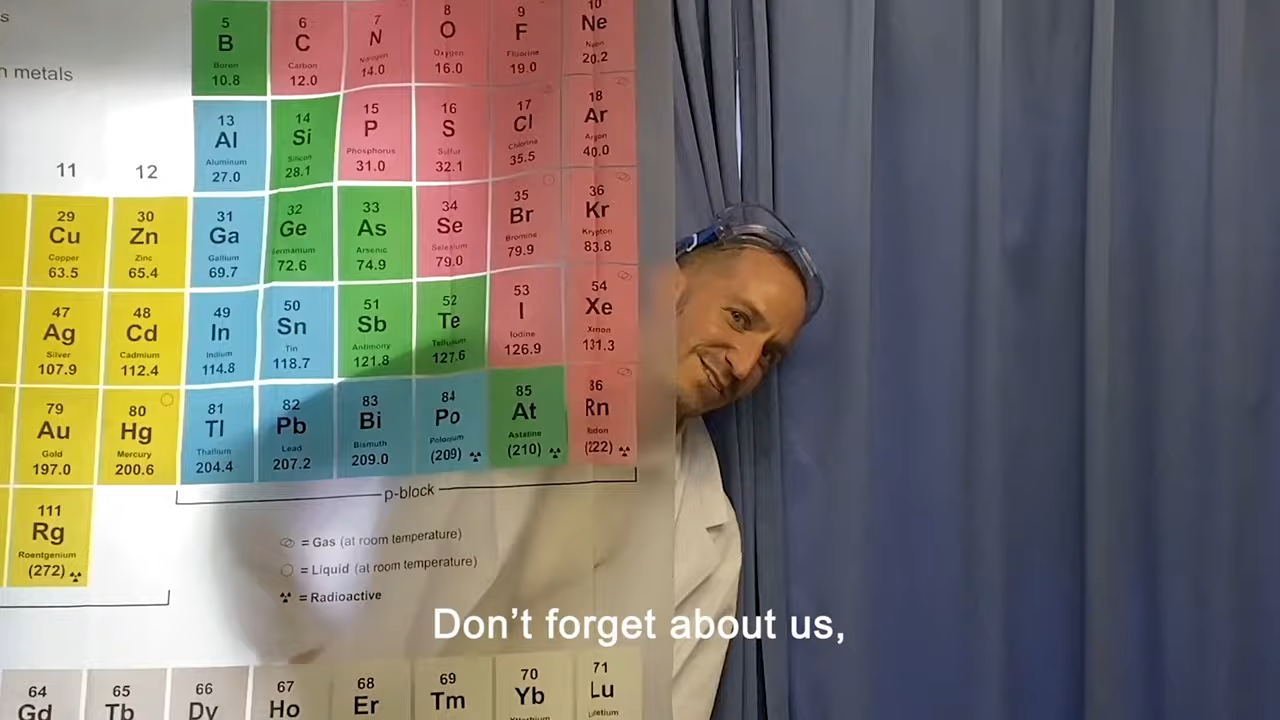 s
n metals
11 12
5 6 7 8 9 10
B C N O F Ne
Boron Carbon Nitrogen Oxygen Fluorine Neon
10.8 12.0 14.0 16.0 19.0 20.2
13 14 15 16 17 18
Al Si P S Cl Ar
Aluminum Silicon Phosphorus Sulfur Chlorine Argon
27.0 28.1 31.0 32.1 35.5 40.0
29 30 31 32 33 34 35 36
Cu Zn Ga Ge As Se Br Kr
Copper Zinc Gallium Germanium Arsenic Selenium Bromine Krypton
63.5 65.4 69.7 72.6 74.9 79.0 79.9 83.8
47 48 49 50 51 52 53 54
Ag Cd In Sn Sb Te I Xe
Silver Cadmium Indium Tin Antimony Tellurium Iodine Xenon
107.9 112.4 114.8 118.7 121.8 127.6 126.9 131.3
79 80 81 82 83 84 85 86
Au Hg Tl Pb Bi Po At Rn
Gold Mercury Thallium Lead Bismuth Polonium Astatine Radon
197.0 200.6 204.4 207.2 209.0 (209) (210) (222)
p-block
111
Rg
Roentgenium
(272)
= Gas (at room temperature)
= Liquid (at room temperature)
= Radioactive
Don't forget about us,
64 65 66 67 68 69 70 71
Gd Tb Dy Ho Er Tm Yb Lu
Ytterbium Lutetium